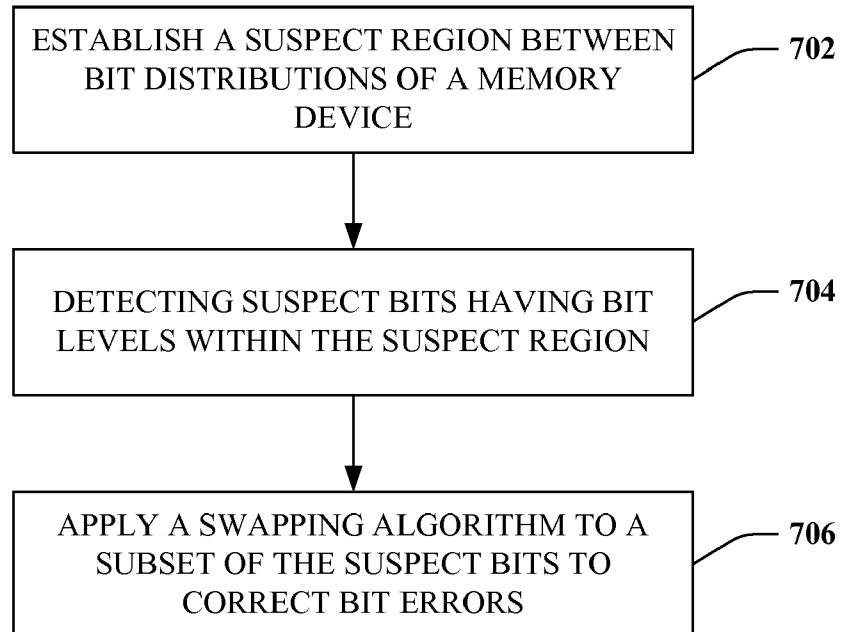 ESTABLISH A SUSPECT REGION BETWEEN
BIT DISTRIBUTIONS OF A MEMORY
DEVICE
702
DETECTING SUSPECT BITS HAVING BIT
LEVELS WITHIN THE SUSPECT REGION
704
APPLY A SWAPPING ALGORITHM TO A
SUBSET OF THE SUSPECT BITS TO
CORRECT BIT ERRORS
706